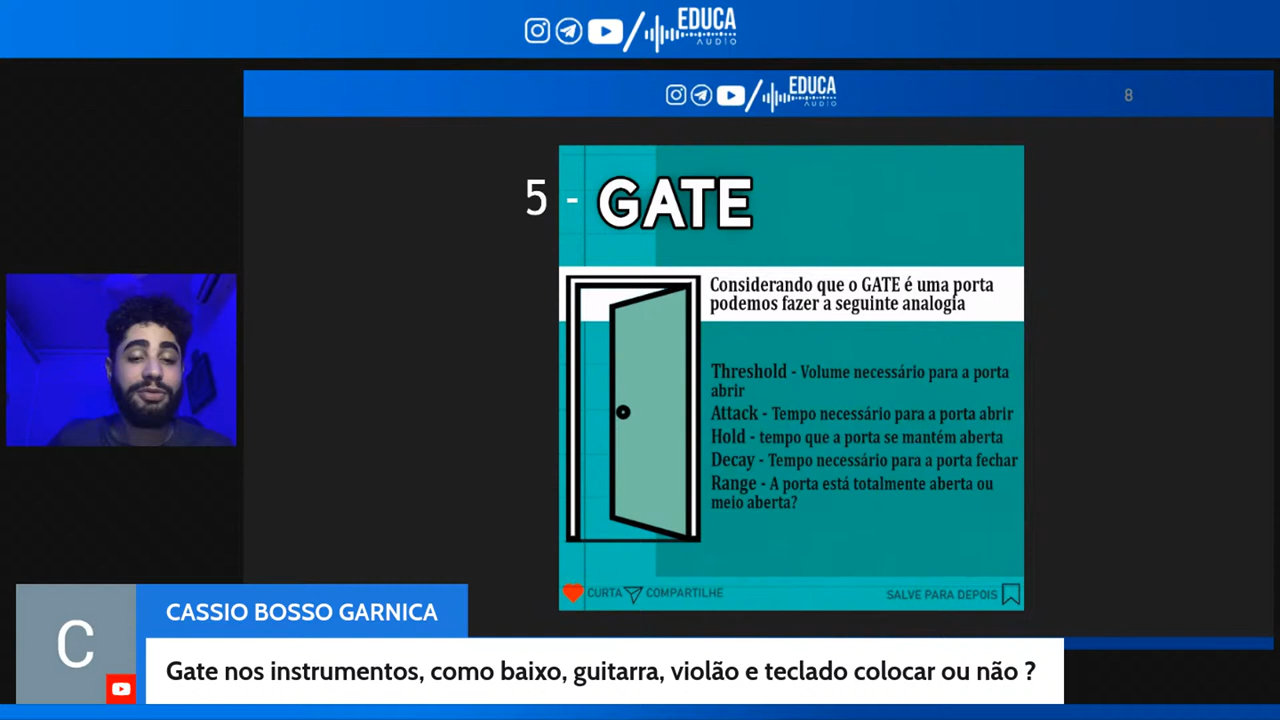 EDUCA
AUDIO
EDUCA
AUDIO
8
5 - GATE
Considerando que o GATE é uma porta
podemos fazer a seguinte analogia
Threshold - Volume necessário para a porta
abrir
Attack - Tempo necessário para a porta abrir
Hold - tempo que a porta se mantém aberta
Decay - Tempo necessário para a porta fechar
Range - A porta está totalmente aberta ou
meio aberta?
CURTA COMPARTILHE SALVE PARA DEPOIS
C
CASSIO BOSSO GARNICA
Gate nos instrumentos, como baixo, guitarra, violão e teclado colocar ou não ?